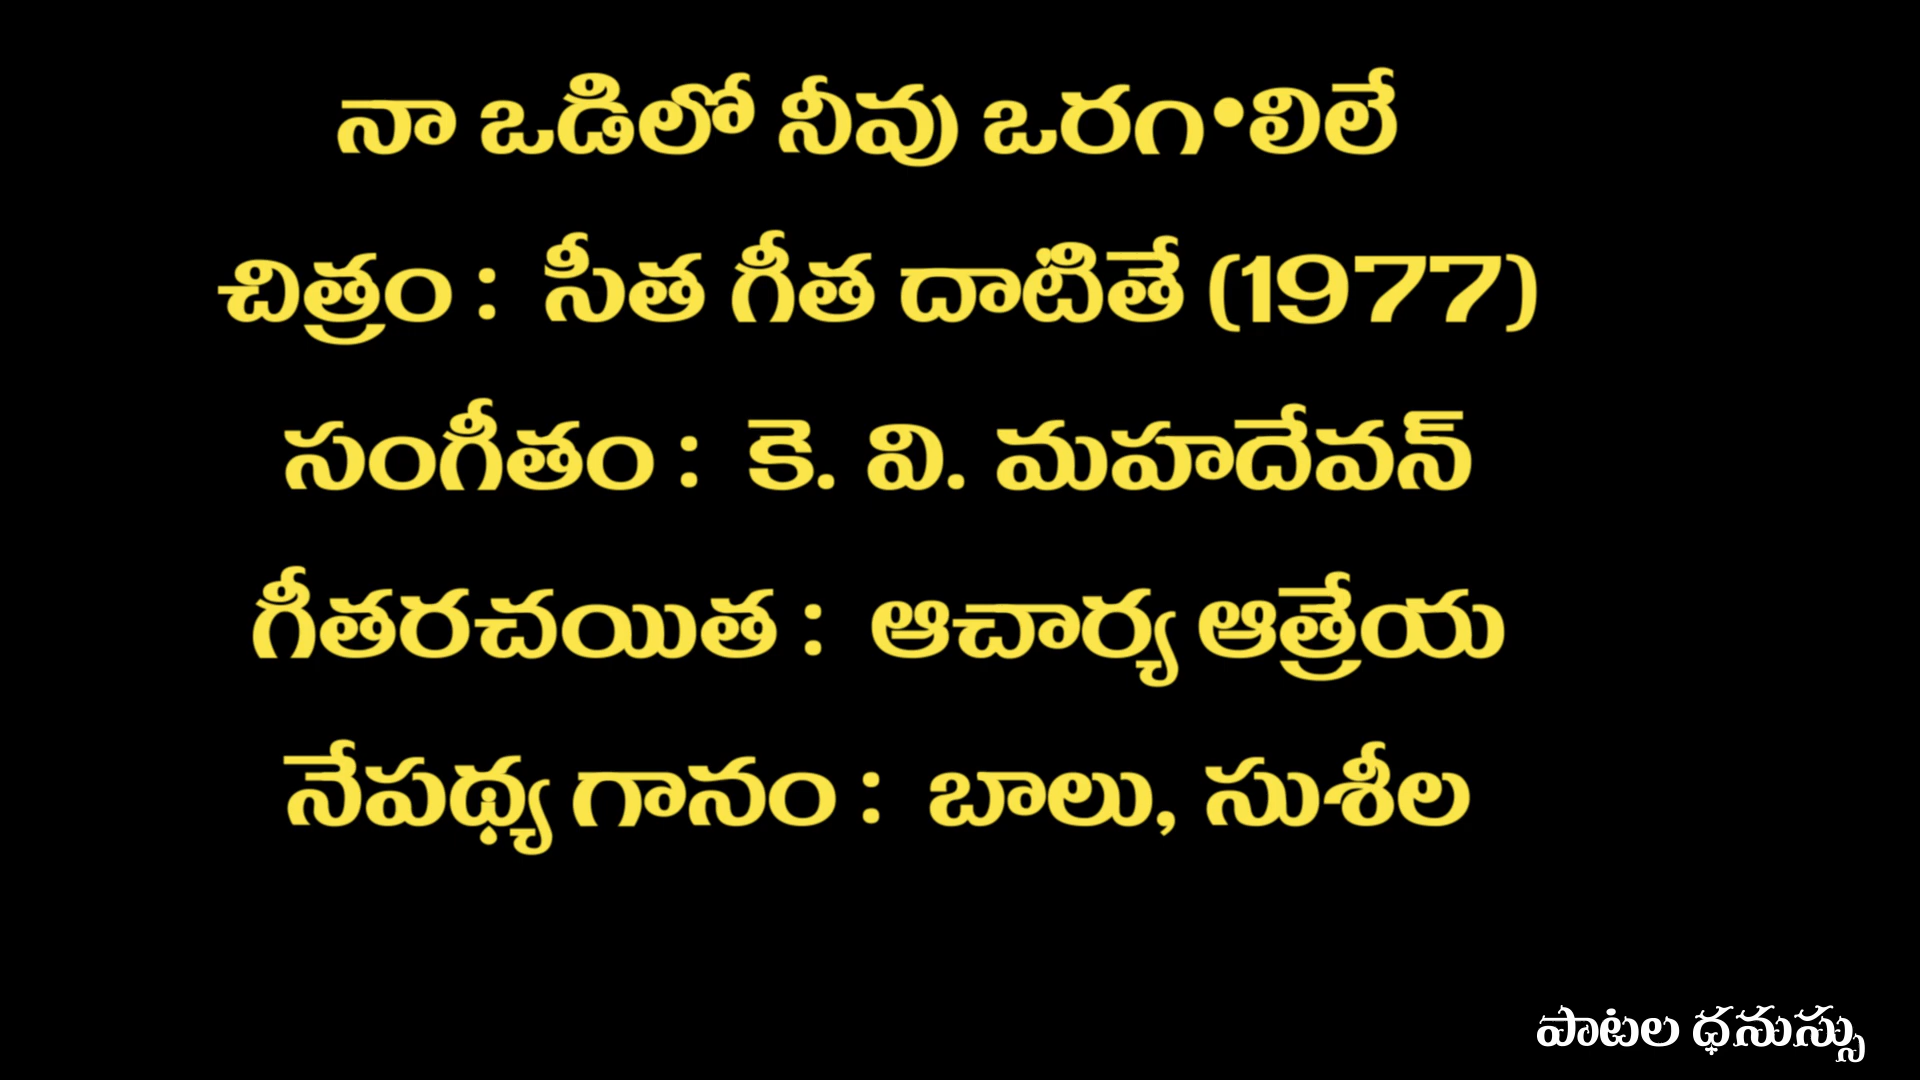 నా ఒడిలో నీవు ఒరగ•లిలే
చిత్రం : సీత గీత దాటితే (1977)
సంగీతం : కె. వి. మహదేవన్
గీతరచయిత : ఆచార్య ఆత్రేయ
నేపథ్య గానం : బాలు, సుశీల
పాటల ధనుస్సు